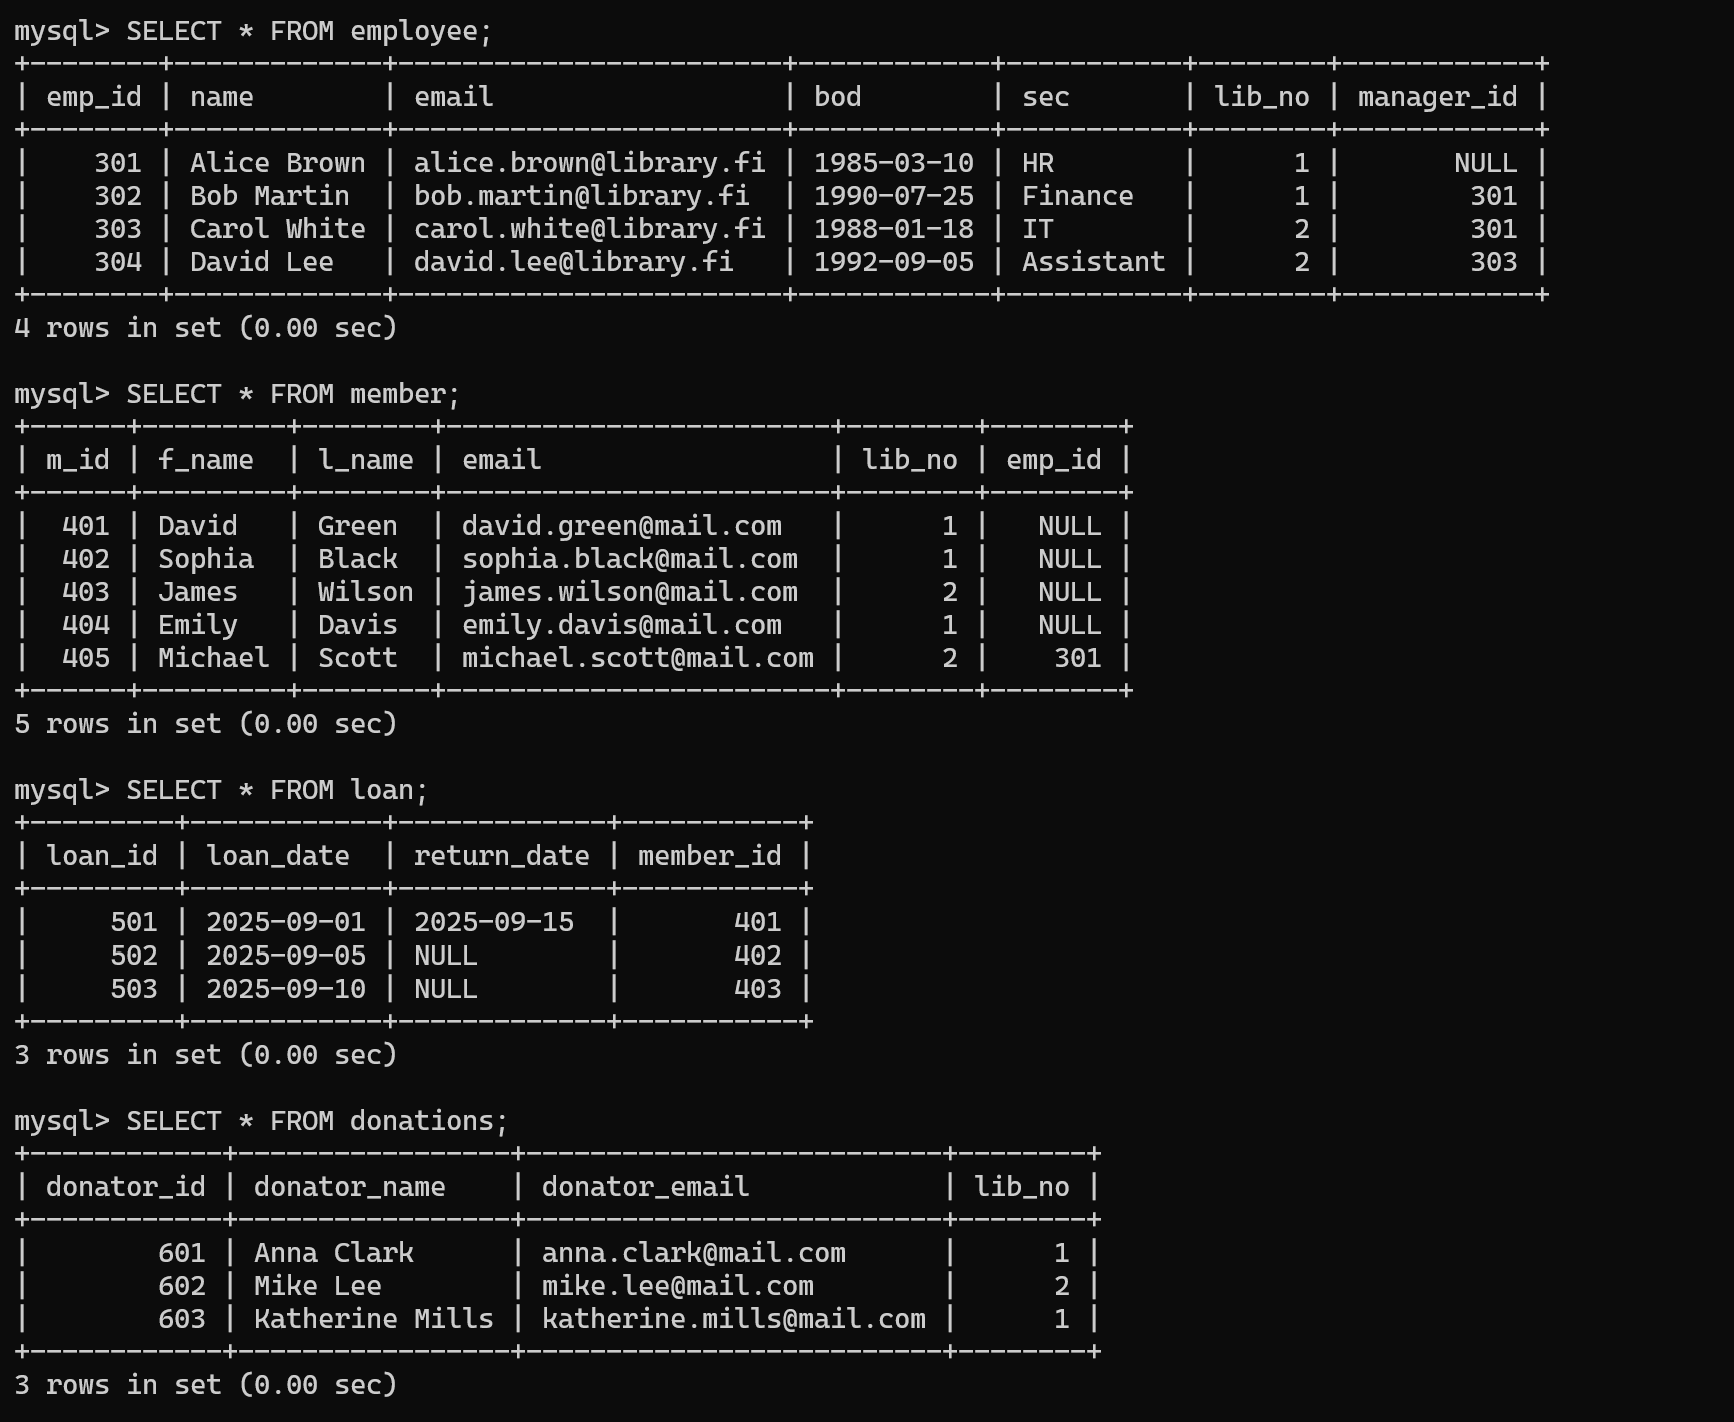 mysql> SELECT * FROM employee;
+--------+-------------+------------------------+------------+-----------+--------+------------+
| emp_id | name        | email                  | bod        | sec       | lib_no | manager_id |
+--------+-------------+------------------------+------------+-----------+--------+------------+
|    301 | Alice Brown | alice.brown@library.fi | 1985-03-10 | HR        |      1 |       NULL |
|    302 | Bob Martin  | bob.martin@library.fi  | 1990-07-25 | Finance   |      1 |        301 |
|    303 | Carol White | carol.white@library.fi | 1988-01-18 | IT        |      2 |        301 |
|    304 | David Lee   | david.lee@library.fi   | 1992-09-05 | Assistant |      2 |        303 |
+--------+-------------+------------------------+------------+-----------+--------+------------+
4 rows in set (0.00 sec)

mysql> SELECT * FROM member;
+------+---------+--------+------------------------+--------+--------+
| m_id | f_name  | l_name | email                  | lib_no | emp_id |
+------+---------+--------+------------------------+--------+--------+
|  401 | David   | Green  | david.green@mail.com   |      1 |   NULL |
|  402 | Sophia  | Black  | sophia.black@mail.com  |      1 |   NULL |
|  403 | James   | Wilson | james.wilson@mail.com  |      2 |   NULL |
|  404 | Emily   | Davis  | emily.davis@mail.com   |      1 |   NULL |
|  405 | Michael | Scott  | michael.scott@mail.com |      2 |    301 |
+------+---------+--------+------------------------+--------+--------+
5 rows in set (0.00 sec)

mysql> SELECT * FROM loan;
+---------+------------+-------------+-----------+
| loan_id | loan_date  | return_date | member_id |
+---------+------------+-------------+-----------+
|     501 | 2025-09-01 | 2025-09-15  |       401 |
|     502 | 2025-09-05 | NULL        |       402 |
|     503 | 2025-09-10 | NULL        |       403 |
+---------+------------+-------------+-----------+
3 rows in set (0.00 sec)

mysql> SELECT * FROM donations;
+------------+-----------------+--------------------------+--------+
| donator_id | donator_name    | donator_email            | lib_no |
+------------+-----------------+--------------------------+--------+
|        601 | Anna Clark      | anna.clark@mail.com      |      1 |
|        602 | Mike Lee        | mike.lee@mail.com        |      2 |
|        603 | Katherine Mills | katherine.mills@mail.com |      1 |
+------------+-----------------+--------------------------+--------+
3 rows in set (0.00 sec)